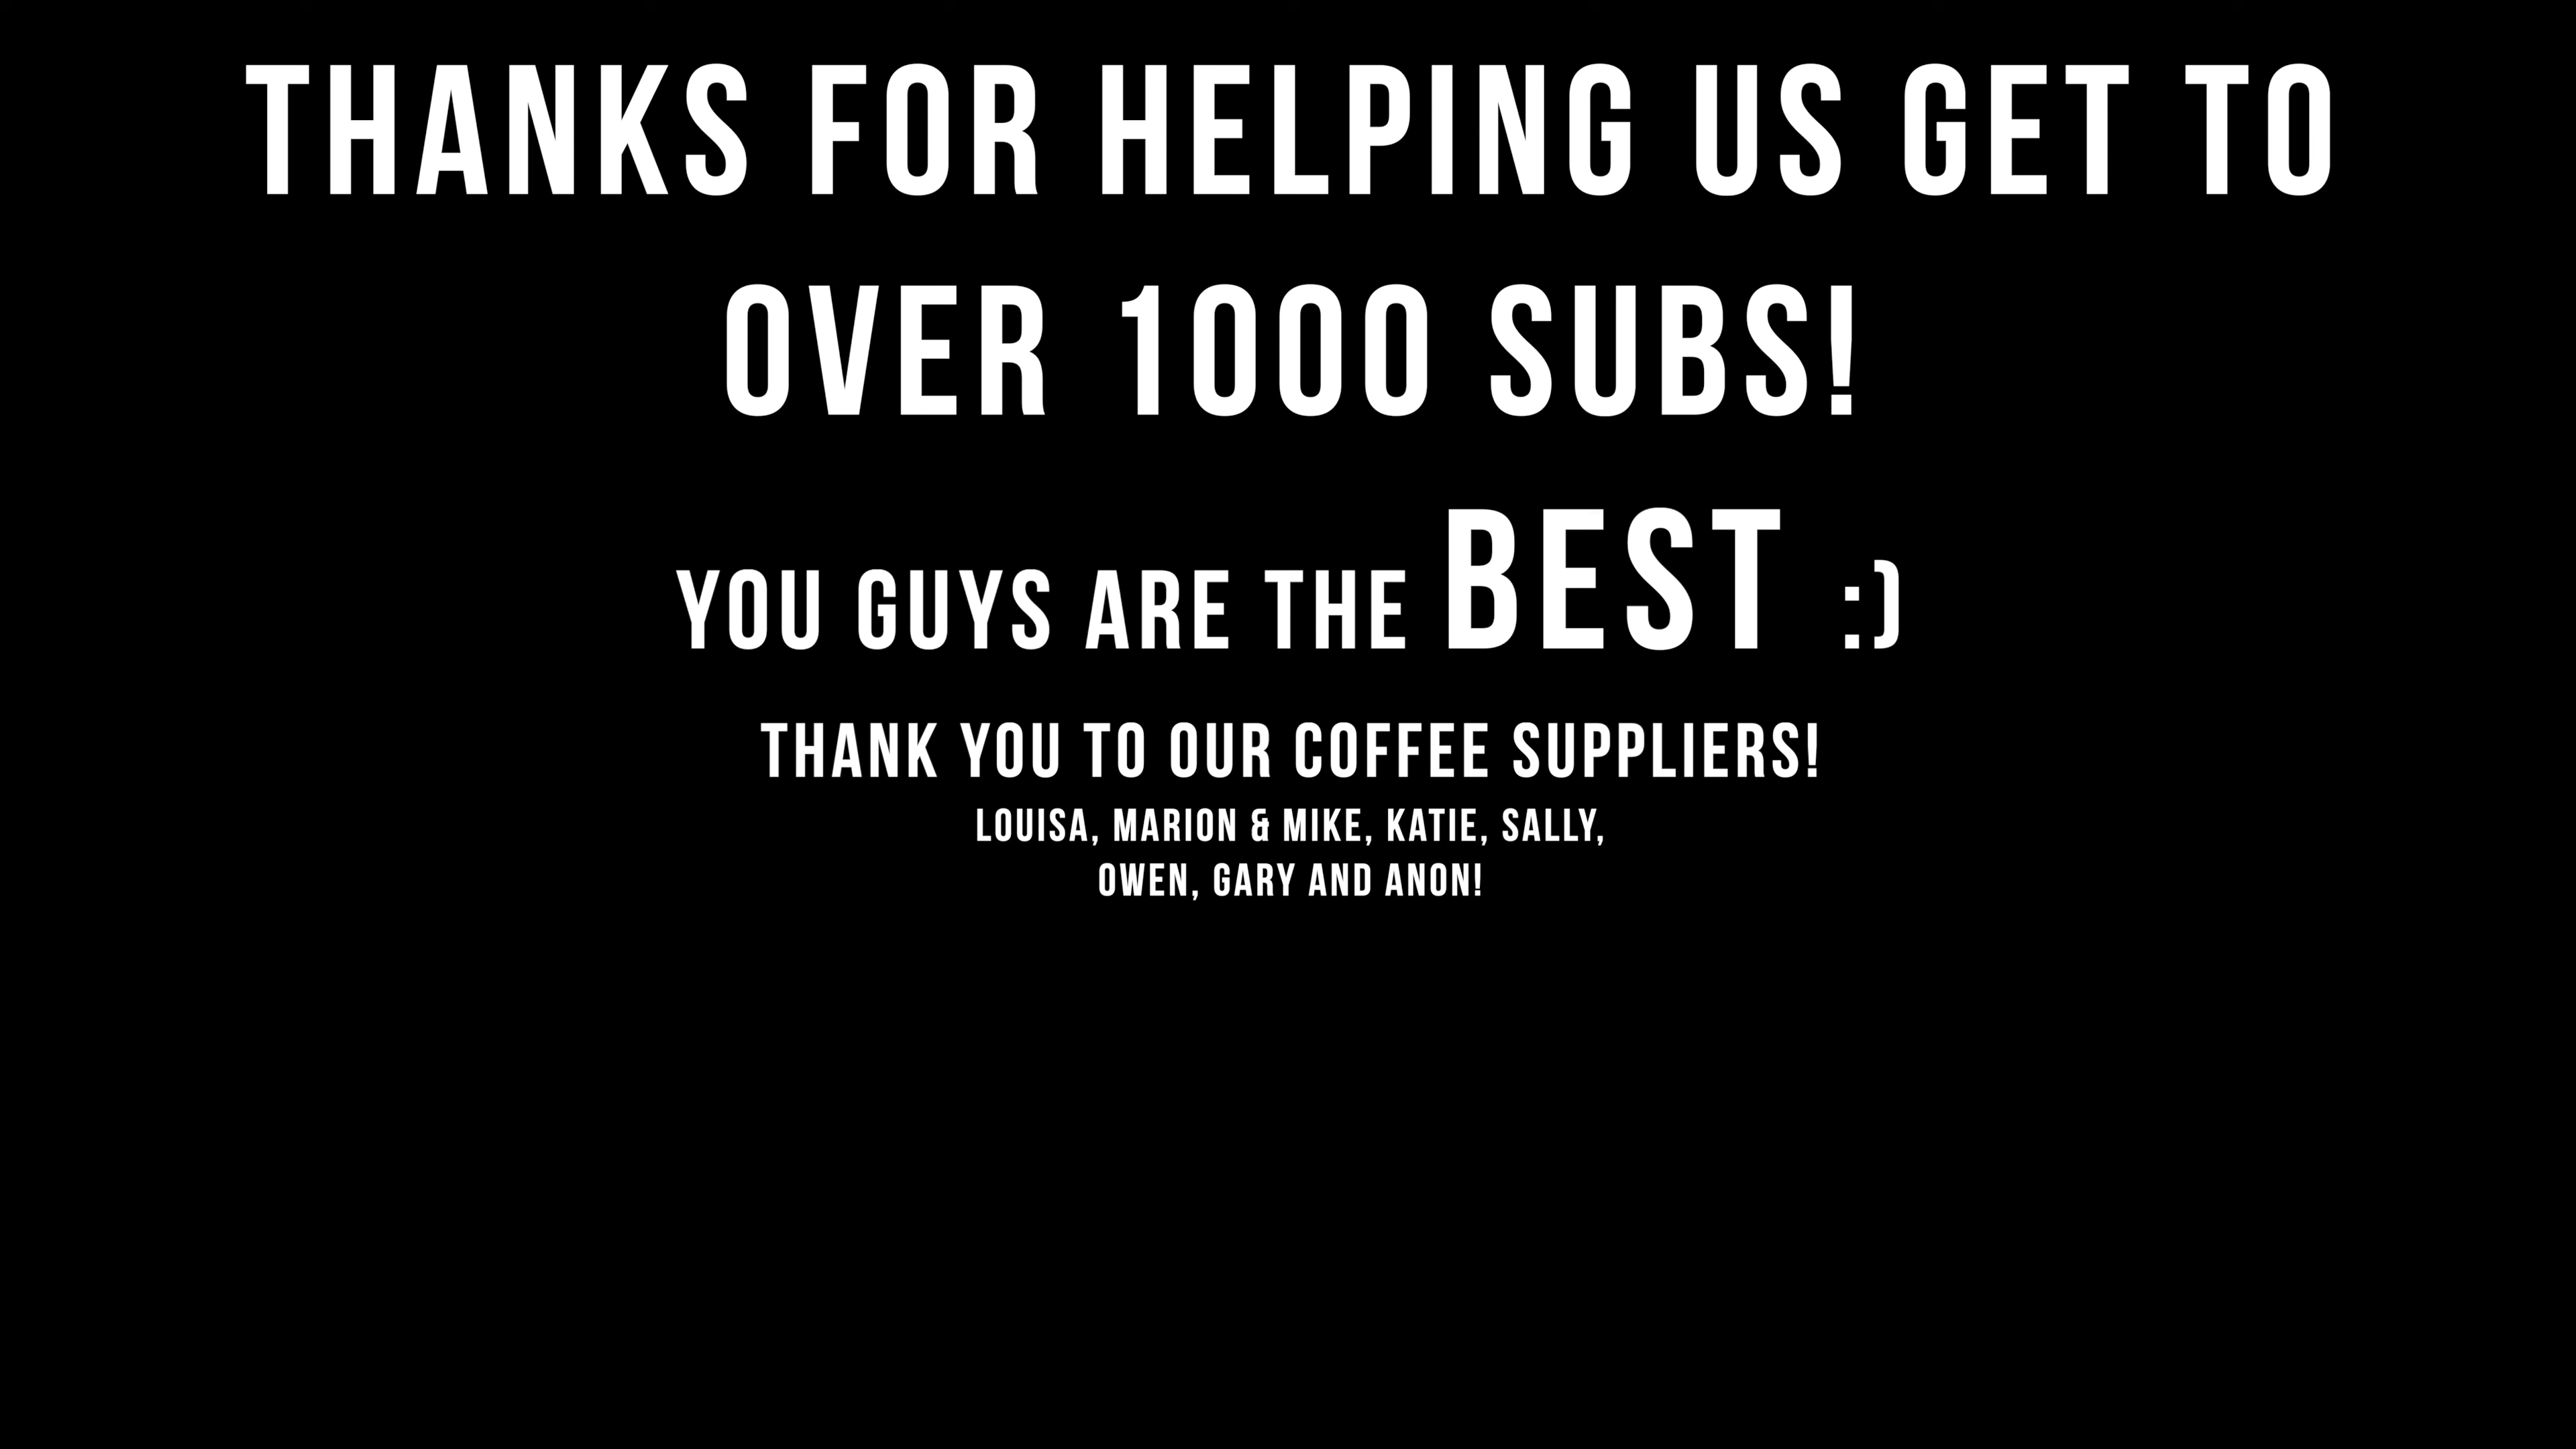 THANKS FOR HELPING US GET TO
OVER 1000 SUBS!
YOU GUYS ARE THE BEST :)
THANK YOU TO OUR COFFEE SUPPLIERS!
LOUISA, MARION & MIKE, KATIE, SALLY,
OWEN, GARY AND ANON!